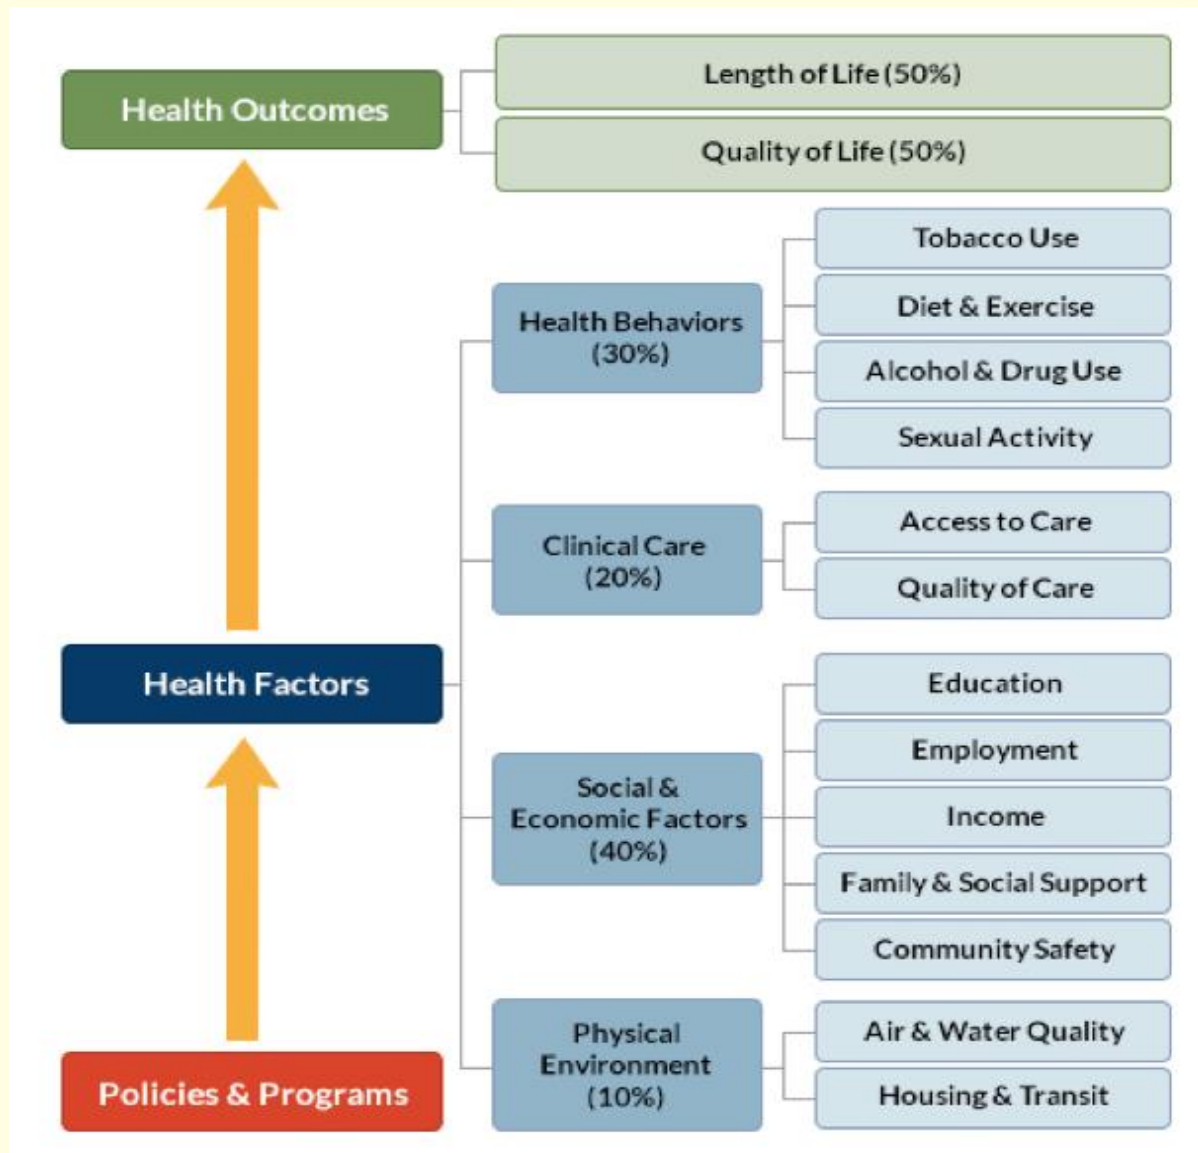 Health Outcomes
Length of Life (50%)
Quality of Life (50%)
Health Factors
Health Behaviors
(30%)
Tobacco Use
Diet & Exercise
Alcohol & Drug Use
Sexual Activity
Clinical Care
(20%)
Access to Care
Quality of Care
Social &
Economic Factors
(40%)
Education
Employment
Income
Family & Social Support
Community Safety
Physical
Environment
(10%)
Air & Water Quality
Housing & Transit
Policies & Programs